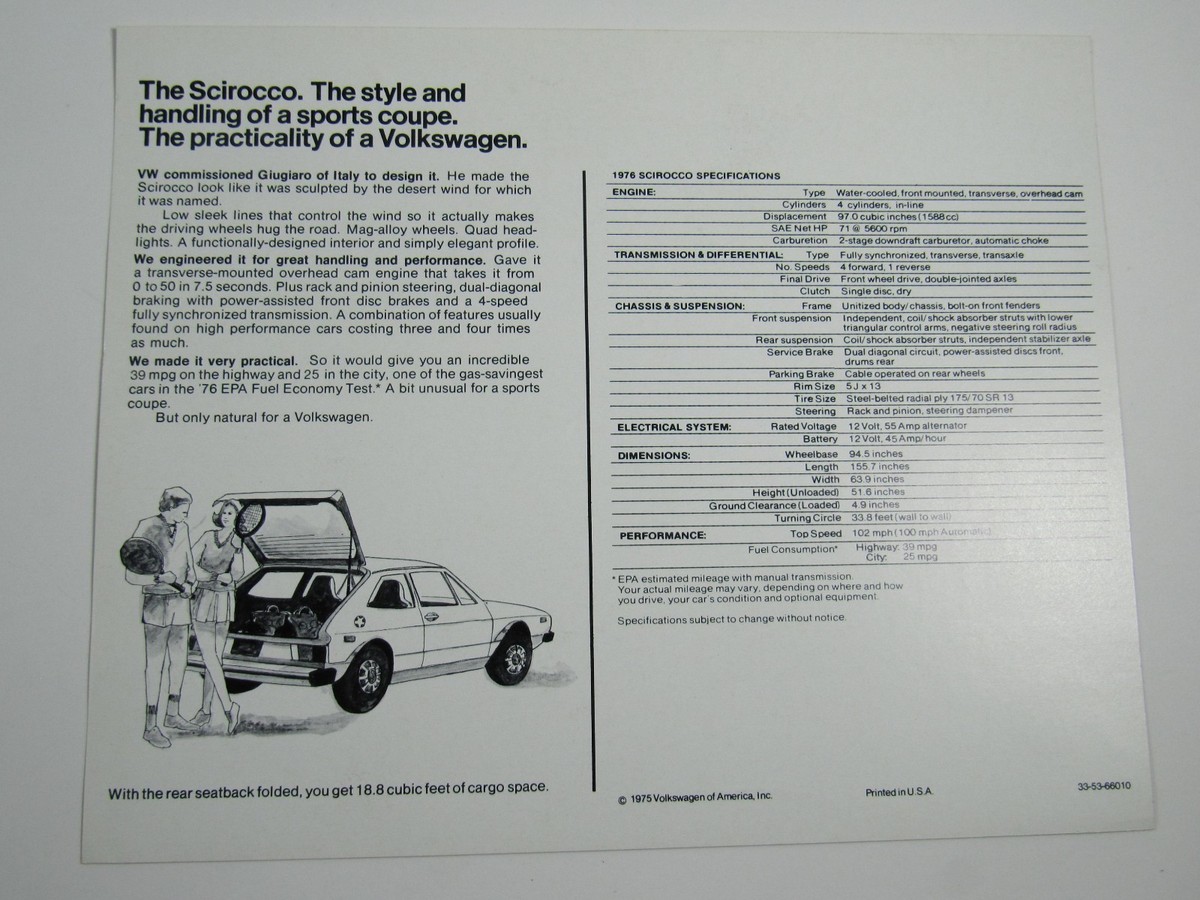 The Scirocco. The style and
handling of a sports coupe.
The practicality of a Volkswagen.
VW commissioned Giugiaro of Italy to design it. He made the
Scirocco look like it was sculpted by the desert wind for which
it was named.
Low sleek lines that control the wind so it actually makes
the driving wheels hug the road. Mag-alloy wheels. Quad head-
lights. A functionally-designed interior and simply elegant profile.
We engineered it for great handling and performance. Gave it
a transverse-mounted overhead cam engine that takes it from
0 to 50 in 7.5 seconds. Plus rack and pinion steering, dual-diagonal
braking with power-assisted front disc brakes and a 4-speed
fully synchronized transmission. A combination of features usually
found on high performance cars costing three and four times
as much.
We made it very practical. So it would give you an incredible
39 mpg on the highway and 25 in the city, one of the gas-savingest
cars in the '76 EPA Fuel Economy Test.* A bit unusual for a sports
coupe.
But only natural for a Volkswagen.
With the rear seatback folded, you get 18.8 cubic feet of cargo space.
1976 SCIROCCO SPECIFICATIONS
ENGINE: Type Water-cooled, front mounted, transverse, overhead cam
Cylinders 4 cylinders, in-line
Displacement 97.0 cubic inches (1588 cc)
SAE Net HP 71 @ 5600 rpm
Carburetion 2-stage downdraft carburetor, automatic choke
TRANSMISSION & DIFFERENTIAL: Type Fully synchronized, transverse, transaxle
No. Speeds 4 forward, 1 reverse
Final Drive Front wheel drive, double-jointed axles
Clutch Single disc, dry
CHASSIS & SUSPENSION: Frame Unitized body/chassis, bolt-on front fenders
Front suspension Independent, coil/shock absorber struts with lower
triangular control arms, negative steering roll radius
Rear suspension Coil/shock absorber struts, independent stabilizer axle
Service Brake Dual diagonal circuit, power-assisted discs front,
drums rear
Parking Brake Cable operated on rear wheels
Rim Size 5J x 13
Tire Size Steel-belted radial ply 175/70 SR 13
Steering Rack and pinion, steering dampener
ELECTRICAL SYSTEM: Rated Voltage 12 Volt, 55 Amp alternator
Battery 12 Volt, 45 Amp/hour
DIMENSIONS: Wheelbase 94.5 inches
Length 155.7 inches
Width 63.9 inches
Height (Unloaded) 51.6 inches
Ground Clearance (Loaded) 4.9 inches
Turning Circle 33.8 feet (wall to wall)
PERFORMANCE: Top Speed 102 mph (100 mph Automatic)
Fuel Consumption* Highway: 39 mpg
City: 25 mpg
* EPA estimated mileage with manual transmission.
Your actual mileage may vary, depending on where and how
you drive, your car's condition and optional equipment.
Specifications subject to change without notice.
© 1975 Volkswagen of America, Inc.
Printed in U.S.A.
33-53-66010